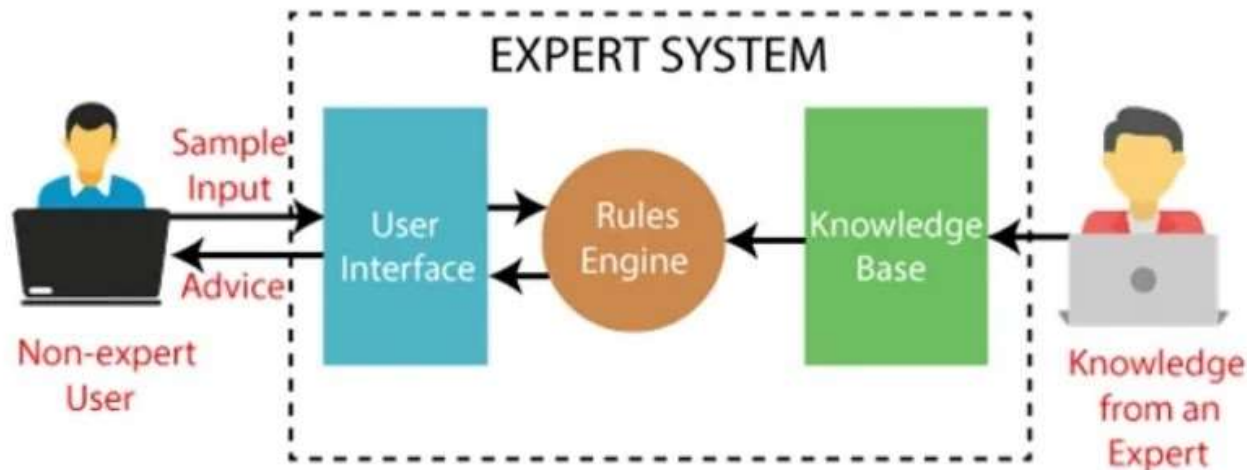 EXPERT SYSTEM
Sample
Input
Advice
Non-expert
User
User
Interface
Rules
Engine
Knowledge
Base
Knowledge
from an
Expert